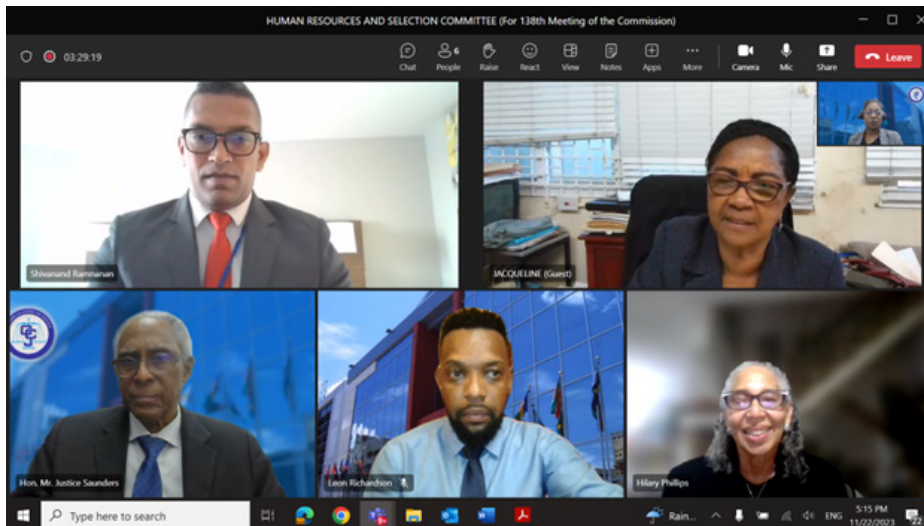 HUMAN RESOURCES AND SELECTION COMMITTEE (For 138th Meeting of the Commission)
03:29:19
Chat
6
People
Raise
React
View
Notes
Apps
More
Camera
Mic
Share
Leave
Shivanand Ramnanan
JACQUELINE (Guest)
Hon. Mr. Justice Saunders
Leon Richardson
Hilary Phillips
Type here to search
Rain...
ENG
5:15 PM
11/22/2023